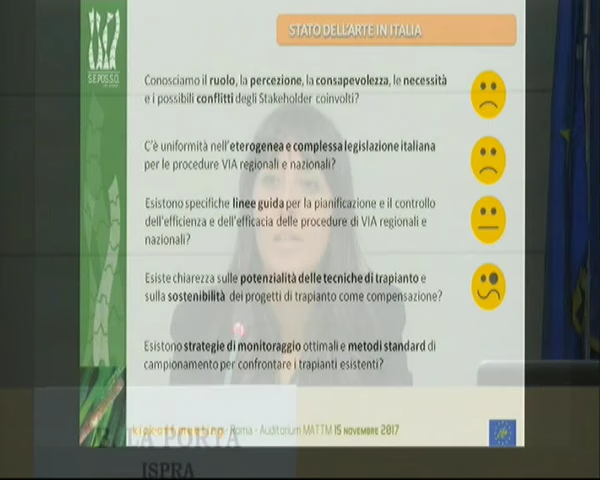 STATO DELL'ARTE IN ITALIA
S.E.POS.S.O.
Conosciamo il ruolo, la percezione, la consapevolezza, le necessità
e i possibili conflitti degli Stakeholder coinvolti?
C'è uniformità nell'eterogenea e complessa legislazione italiana
per le procedure VIA regionali e nazionali?
Esistono specifiche linee guida per la pianificazione e il controllo
dell'efficienza e dell'efficacia delle procedure di VIA regionali e
nazionali?
Esiste chiarezza sulle potenzialità delle tecniche di trapianto e
sulla sostenibilità dei progetti di trapianto come compensazione?
Esistono strategie di monitoraggio ottimali e metodi standard di
campionamento per confrontare i trapianti esistenti?
kick-off meeting - Roma - Auditorium MATTM 15 NOVEMBRE 2017
LA PORTA
ISPRA